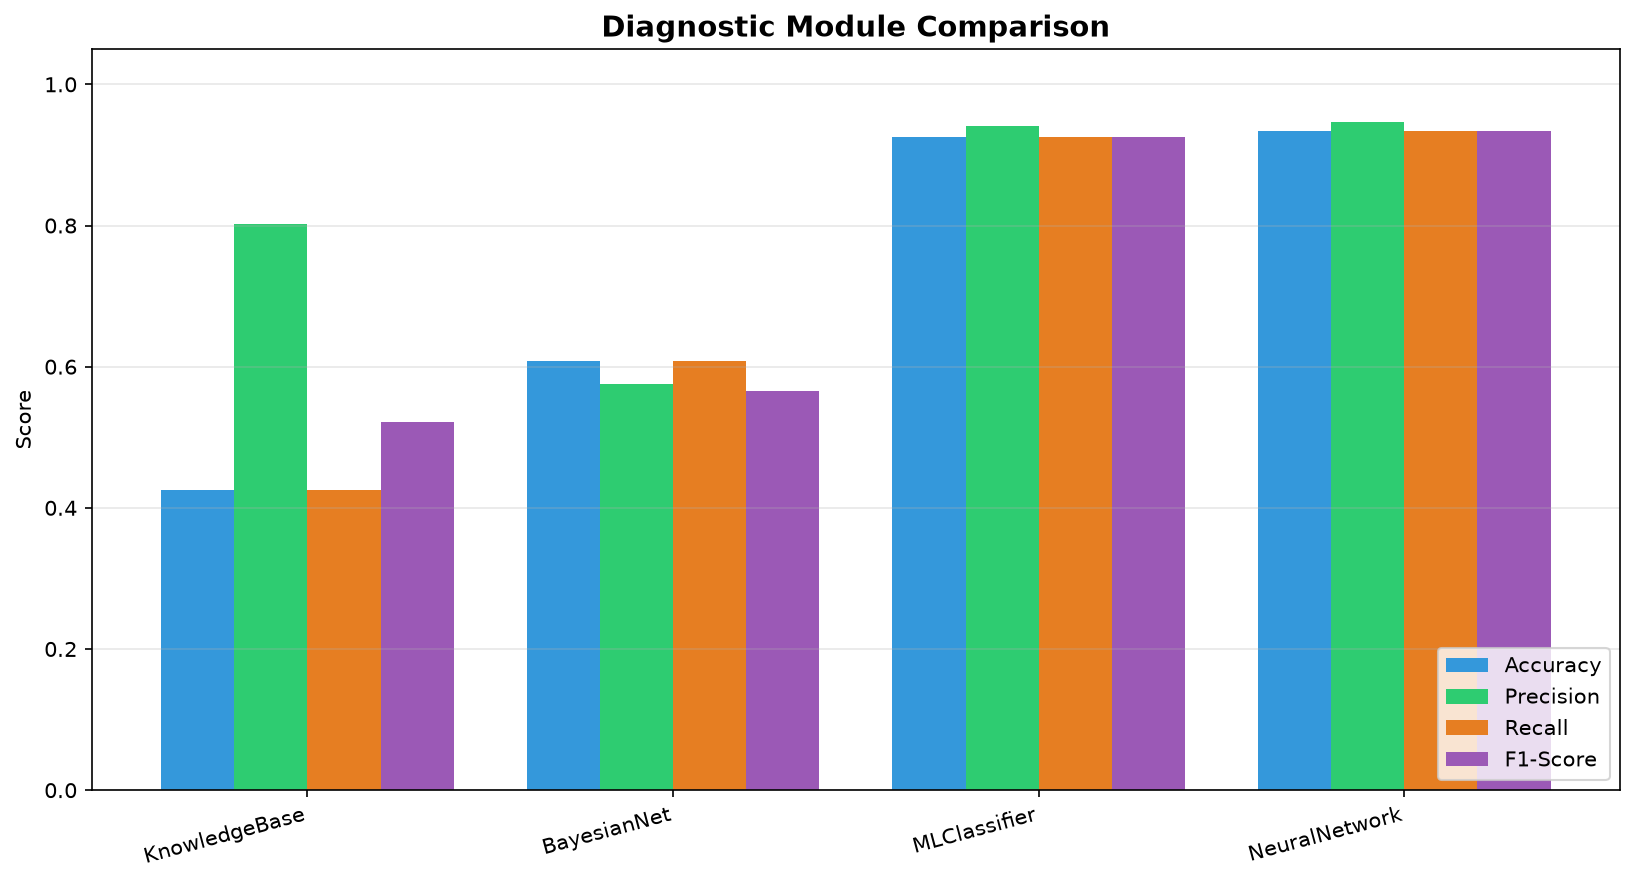 Diagnostic Module Comparison
Score
1.0
0.8
0.6
0.4
0.2
0.0
KnowledgeBase
BayesianNet
MLClassifier
NeuralNetwork
Accuracy
Precision
Recall
F1-Score